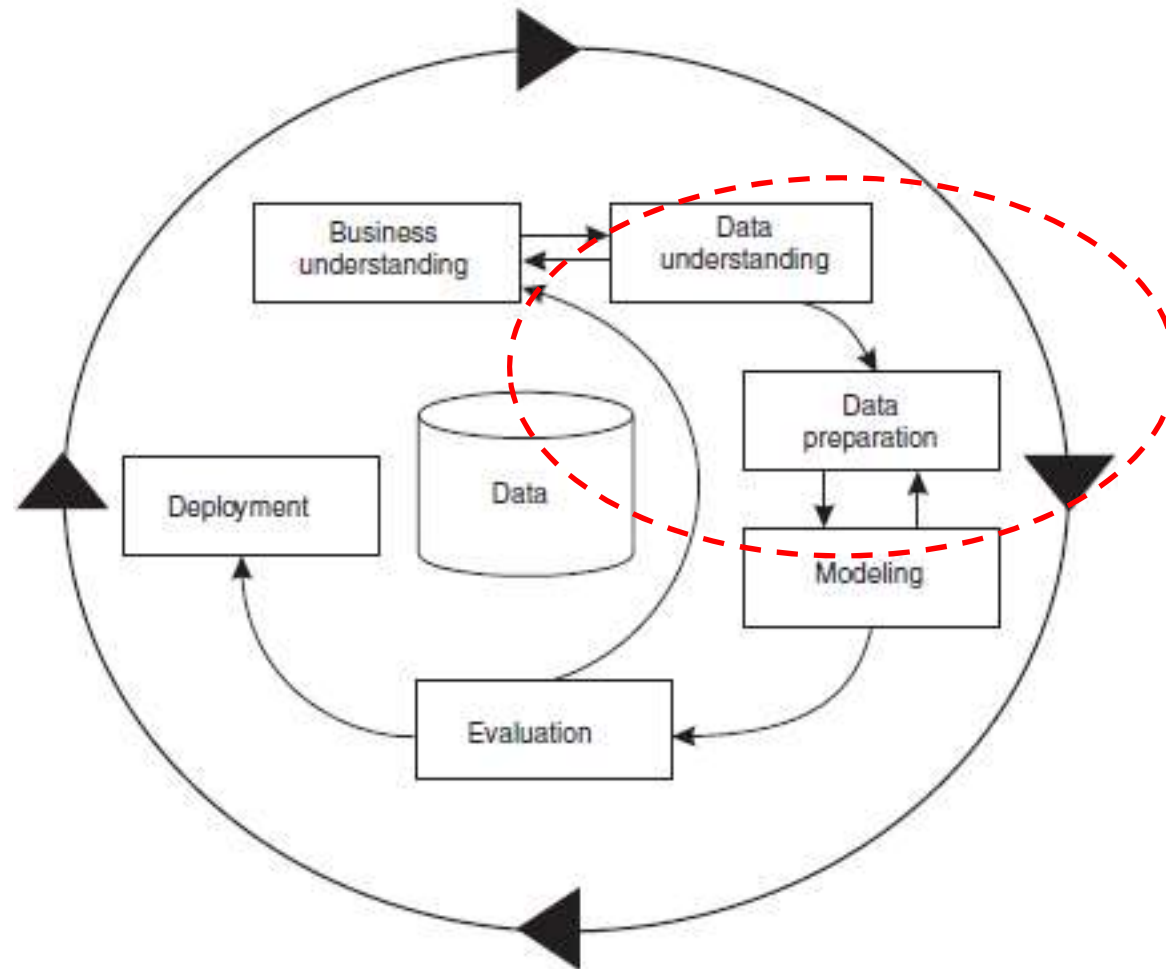 Business
understanding
Data
understanding
Data
preparation
Data
Deployment
Modeling
Evaluation